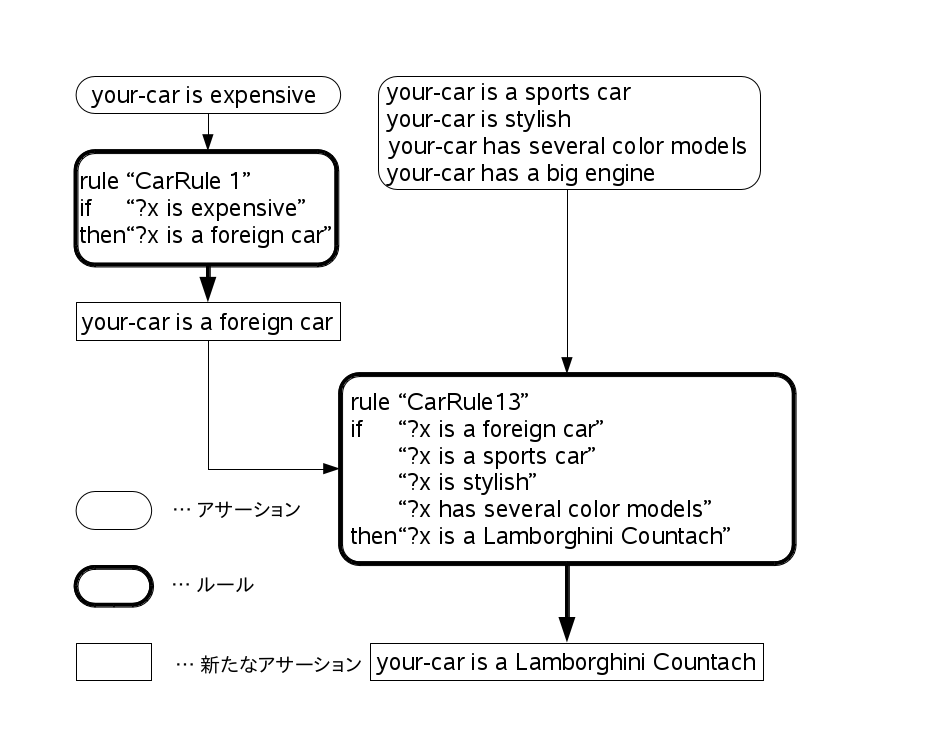 your-car is expensive
your-car is a sports car
your-car is stylish
your-car has several color models
your-car has a big engine
rule “CarRule 1”
if “?x is expensive”
then“?x is a foreign car”
your-car is a foreign car
rule “CarRule13”
if “?x is a foreign car”
“?x is a sports car”
“?x is stylish”
“?x has several color models”
then“?x is a Lamborghini Countach”
… アサーション
… ルール
… 新たなアサーション
your-car is a Lamborghini Countach